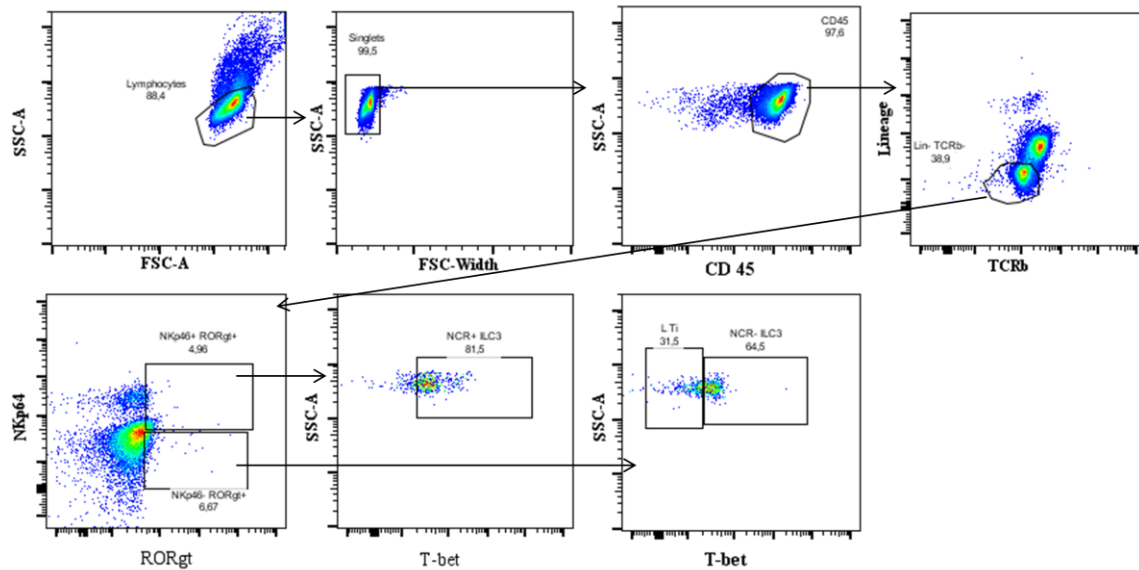 Lymphocytes
88,4
SSC-A
FSC-A
Singlets
99,5
SSC-A
FSC-Width
CD45
97,6
SSC-A
CD 45
Lin- TCRb-
38,9
Lineage
TCRb
NKp46+ RORgt+
4,96
NKp46- RORgt+
6,67
NKp64
RORgt
NCR+ ILC3
81,5
SSC-A
T-bet
L Ti
31,5
NCR- ILC3
64,5
SSC-A
T-bet